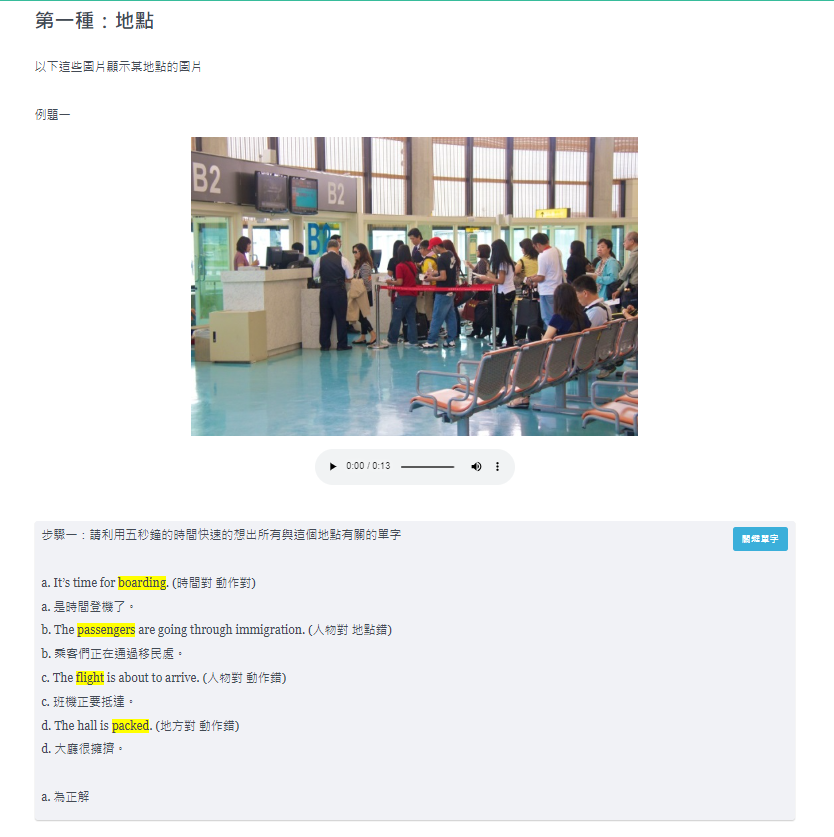 第一種：地點
以下這些圖片顯示某地點的圖片
例題一
B2
B2
B2
0:00 / 0:13
步驟一：請利用五秒鐘的時間快速的想出所有與這個地點有關的單字
關鍵單字
a. It’s time for boarding. (時間對 動作對)
a. 是時間登機了。
b. The passengers are going through immigration. (人物對 地點錯)
b. 乘客們正在通過移民處。
c. The flight is about to arrive. (人物對 動作錯)
c. 班機正要抵達。
d. The hall is packed. (地方對 動作錯)
d. 大廳很擁擠。
a. 為正解